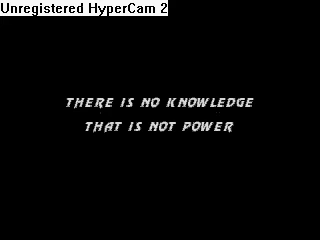 Unregistered HyperCam 2
THERE IS NO KNOWLEDGE
THAT IS NOT POWER